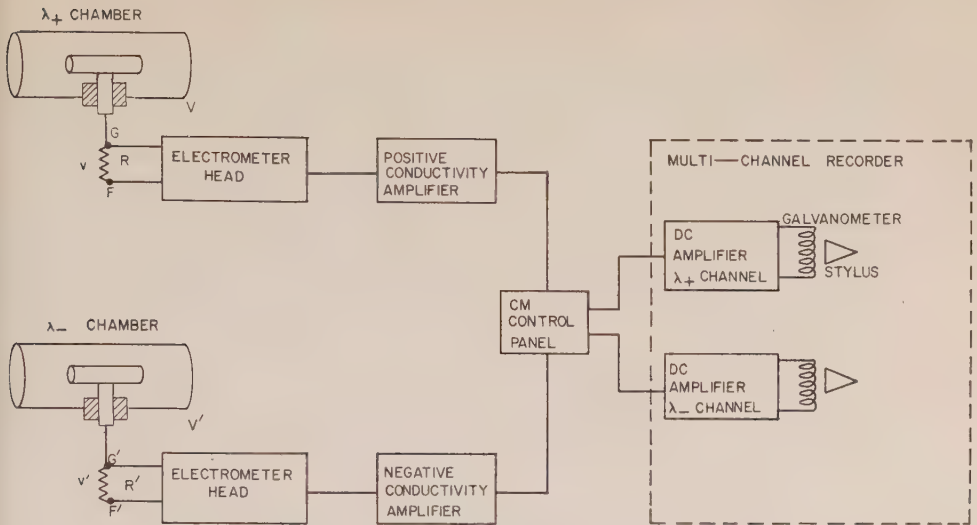 λ+ CHAMBER
V
G
v
R
F
ELECTROMETER
HEAD
POSITIVE
CONDUCTIVITY
AMPLIFIER
MULTI—CHANNEL RECORDER
GALVANOMETER
DC
AMPLIFIER
λ+ CHANNEL
STYLUS
CM
CONTROL
PANEL
λ− CHAMBER
V'
DC
AMPLIFIER
λ− CHANNEL
G'
v'
R'
F'
ELECTROMETER
HEAD
NEGATIVE
CONDUCTIVITY
AMPLIFIER